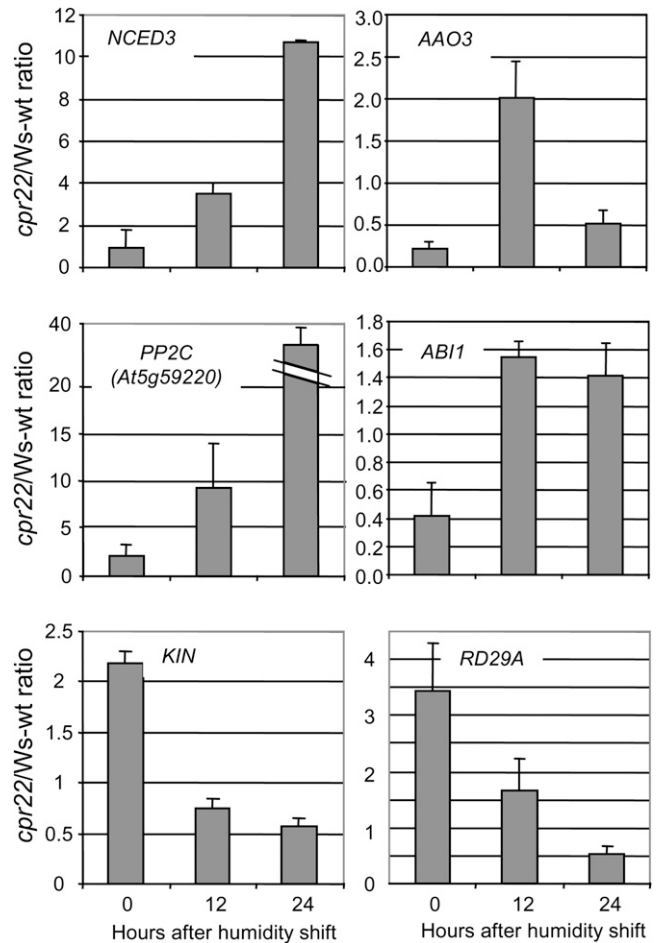 cpr22/Ws-wt ratio
NCED3
12
10
8
6
4
2
0
AAO3
3.0
2.5
2.0
1.5
1.0
0.5
0.0
cpr22/Ws-wt ratio
PP2C
(At5g59220)
40
20
15
10
5
0
ABI1
1.8
1.6
1.4
1.2
1.0
0.8
0.6
0.4
0.2
0.0
cpr22/Ws-wt ratio
KIN
2.5
2
1.5
1
0.5
0
0 12 24
Hours after humidity shift
RD29A
4
3
2
1
0
0 12 24
Hours after humidity shift